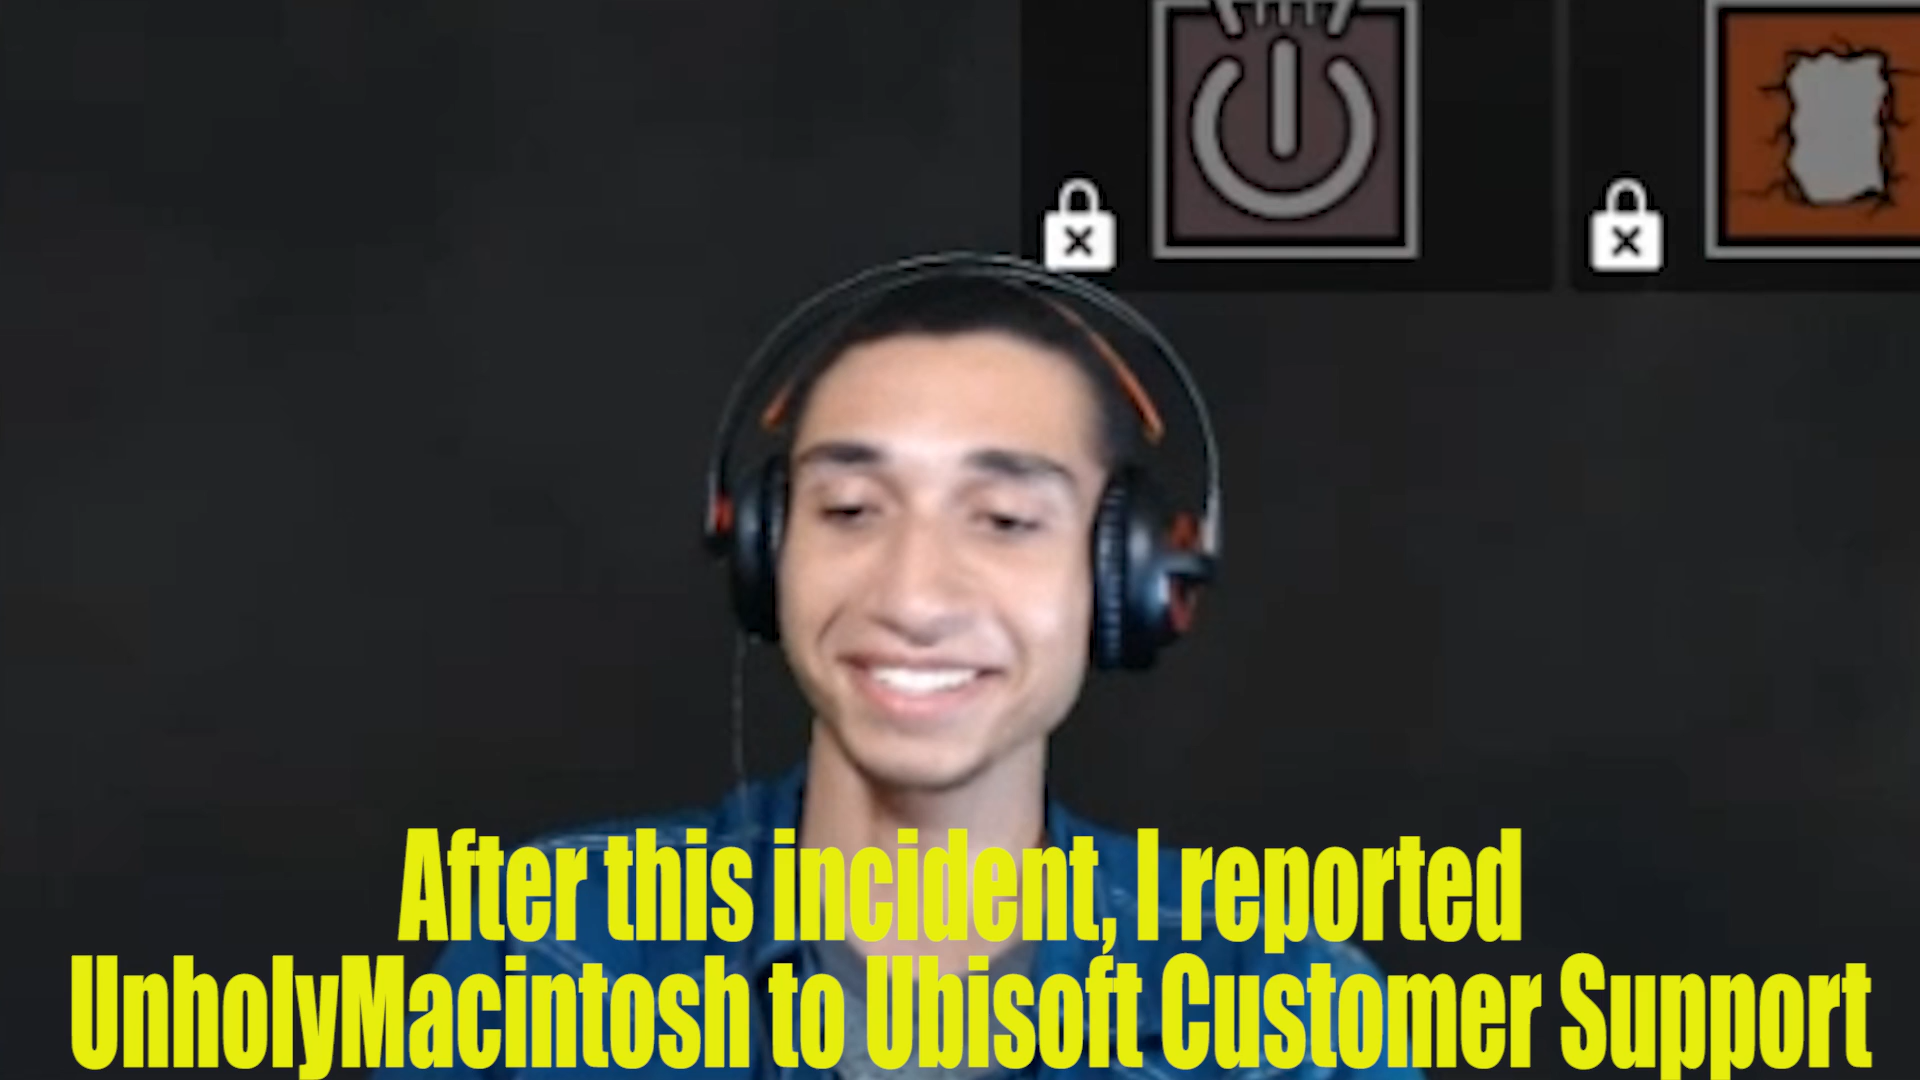 After this incident, I reported
UnholyMacintosh to Ubisoft Customer Support